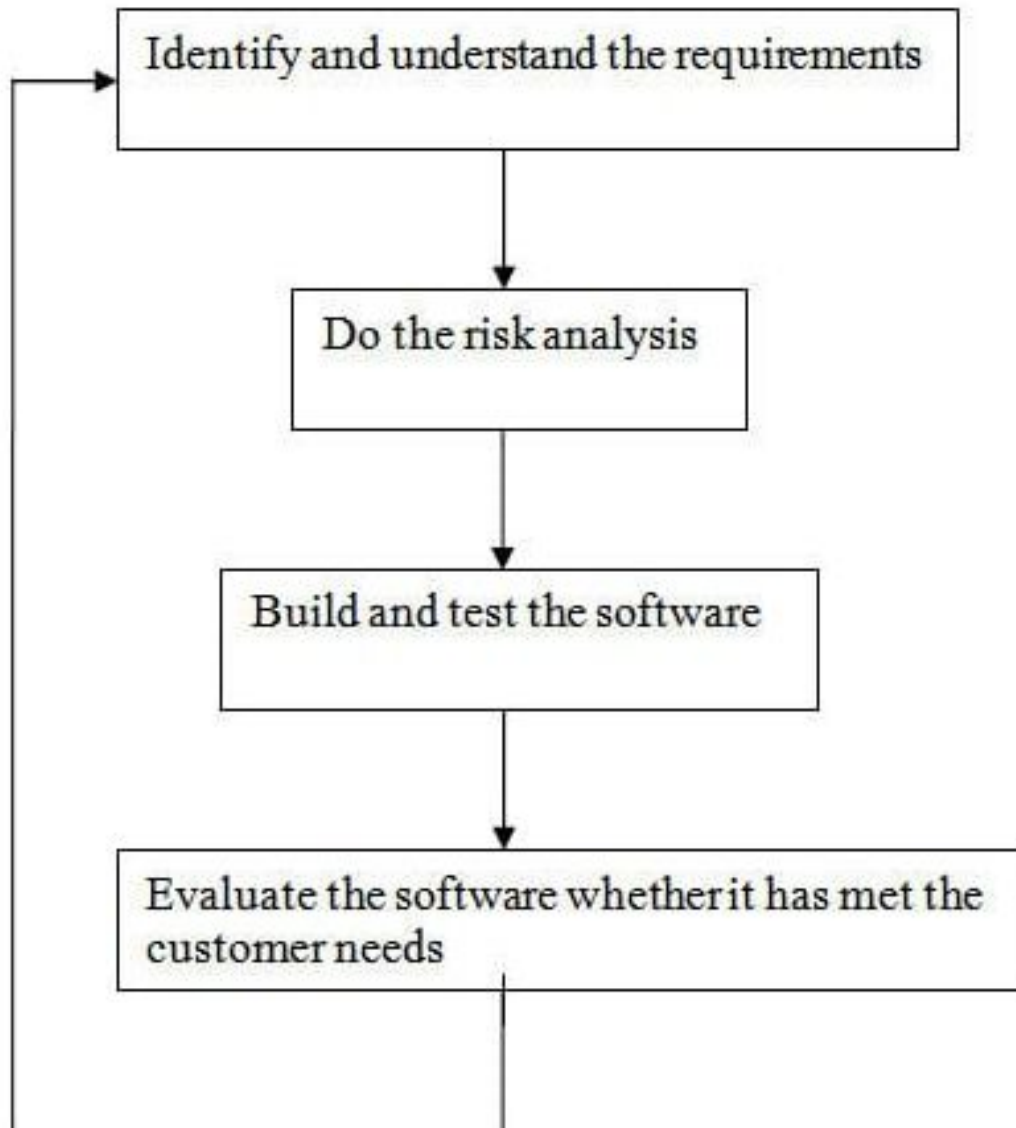 Identify and understand the requirements
Do the risk analysis
Build and test the software
Evaluate the software whether it has met the
customer needs